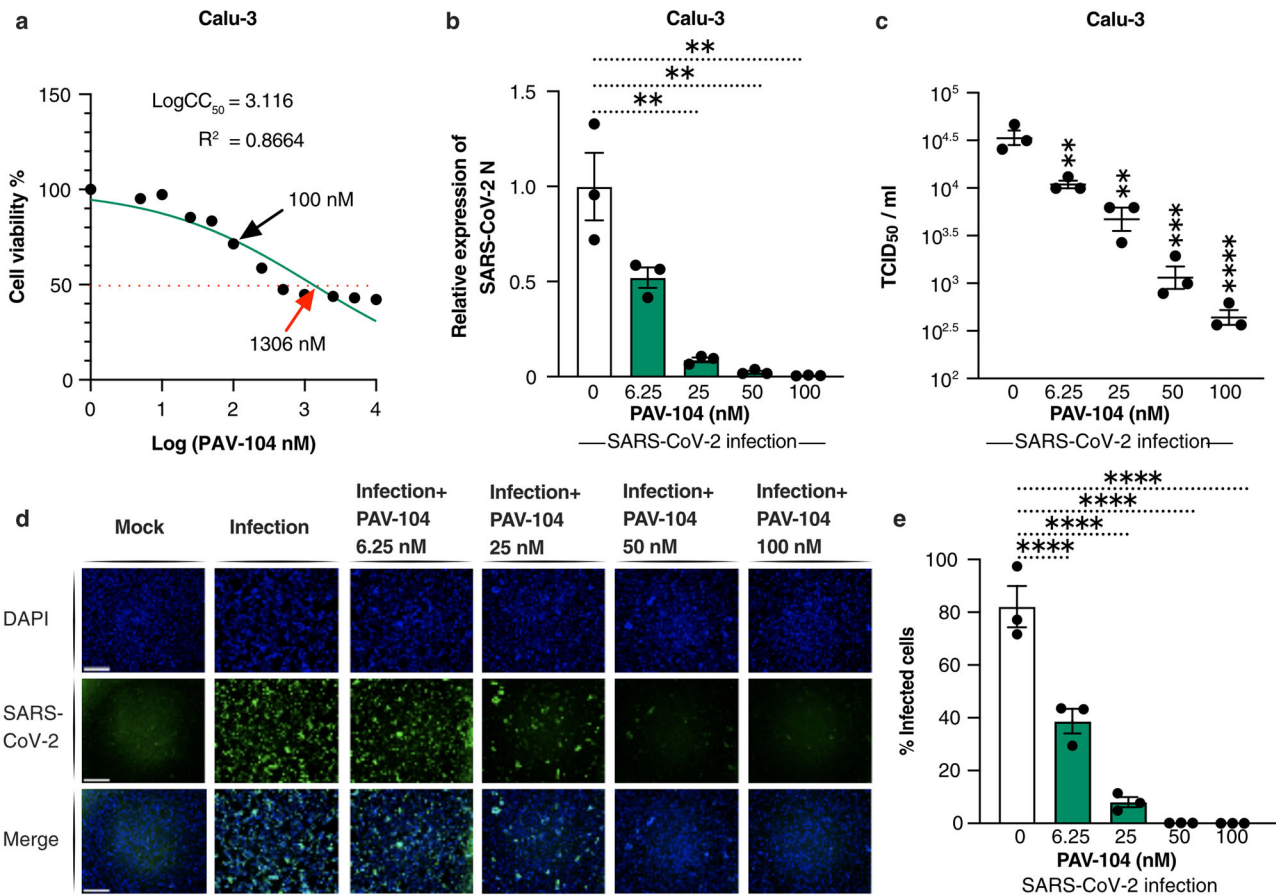 a
Calu-3
LogCC50 = 3.116
R² = 0.8664
Cell viability %
150
100
50
0
100 nM
1306 nM
0 1 2 3 4
Log (PAV-104 nM)
b
Calu-3
**
**
**
Relative expression of
SARS-CoV-2 N
1.5
1.0
0.5
0
0 6.25 25 50 100
PAV-104 (nM)
SARS-CoV-2 infection
c
Calu-3
TCID50 / ml
10^5
10^4.5
10^4
10^3.5
10^3
10^2.5
10^2
**
**
***
****
0 6.25 25 50 100
PAV-104 (nM)
SARS-CoV-2 infection
d
Mock
Infection
Infection+
PAV-104
6.25 nM
Infection+
PAV-104
25 nM
Infection+
PAV-104
50 nM
Infection+
PAV-104
100 nM
DAPI
SARS-
CoV-2
Merge
e
****
****
****
****
% Infected cells
100
80
60
40
20
0
0 6.25 25 50 100
PAV-104 (nM)
SARS-CoV-2 infection